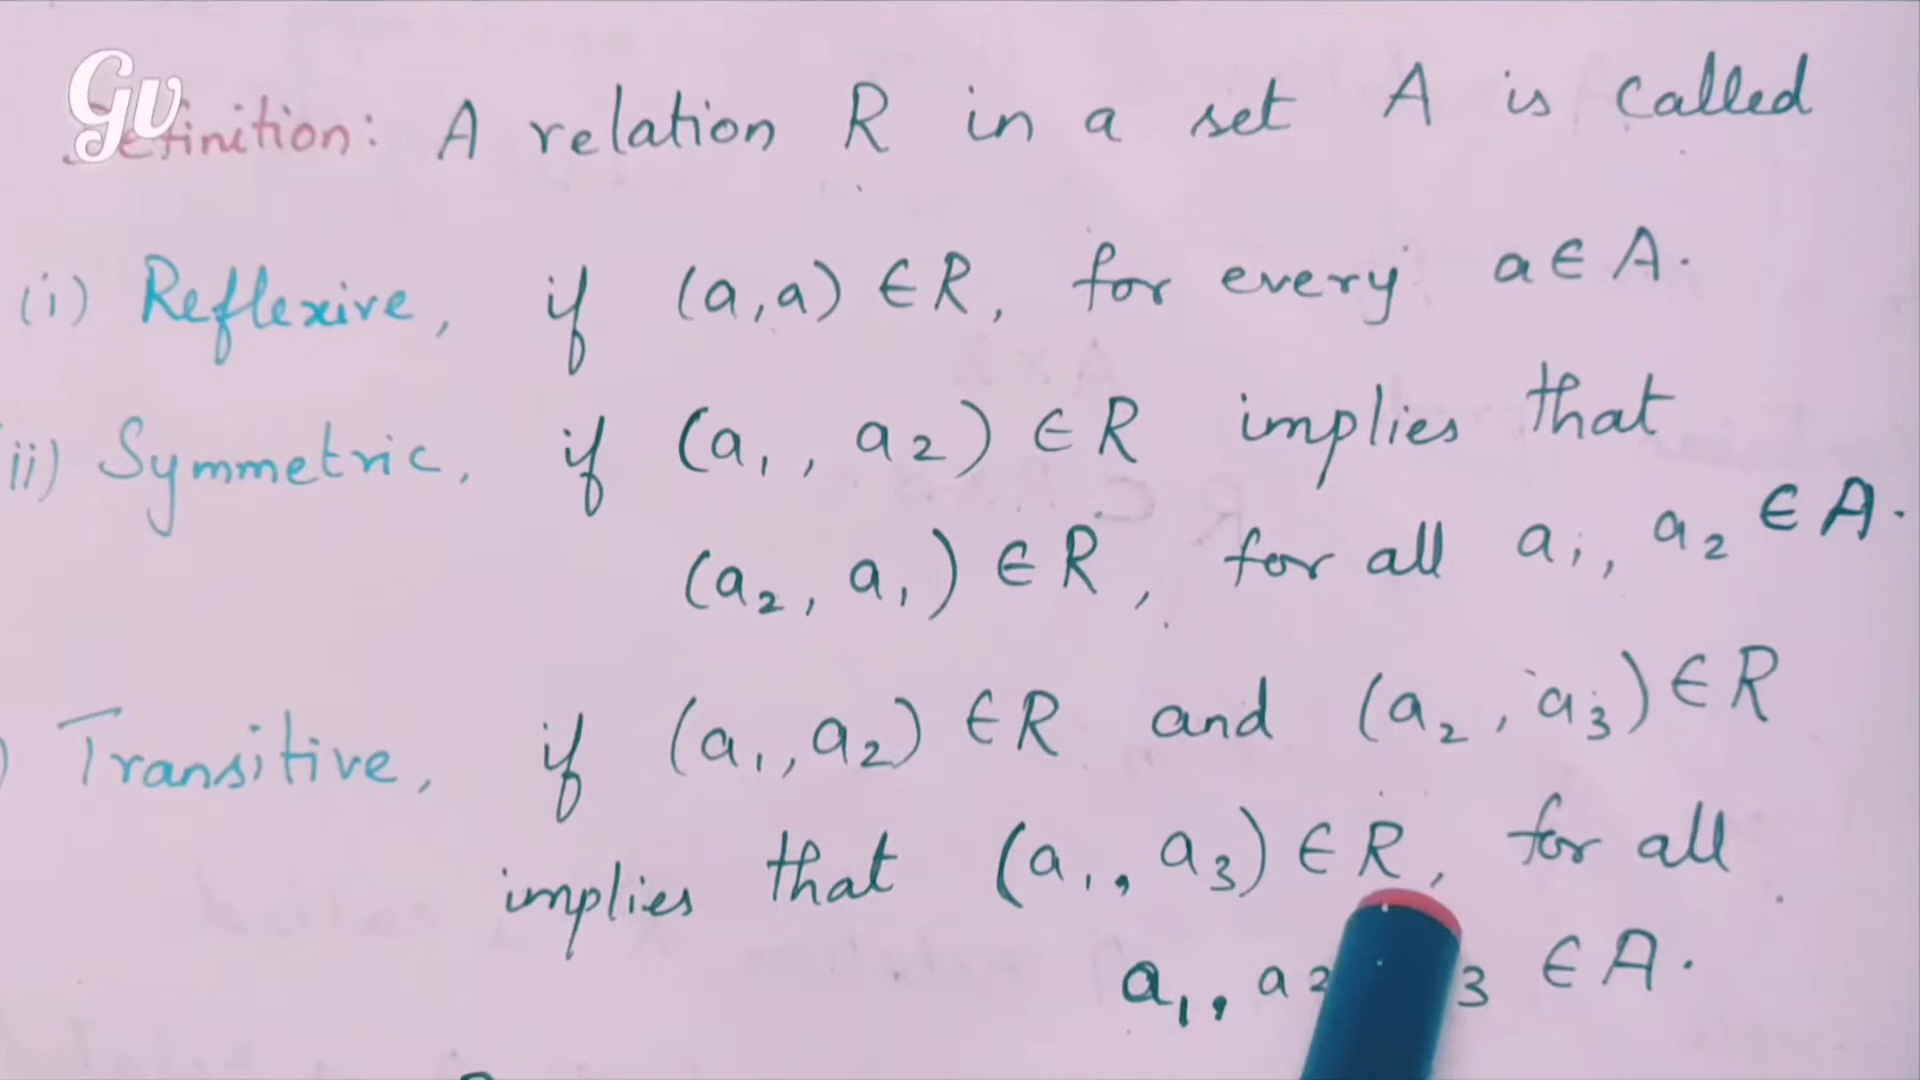 Gv
Definition: A relation R in a set A is called
(i) Reflexive, if (a,a) ∈ R, for every a ∈ A.
ii) Symmetric, if (a₁, a₂) ∈ R implies that
(a₂, a₁) ∈ R, for all a₁, a₂ ∈ A.
) Transitive, if (a₁, a₂) ∈ R and (a₂, a₃) ∈ R
implies that (a₁, a₃) ∈ R, for all
a₁, a₂ ₃ ∈ A.